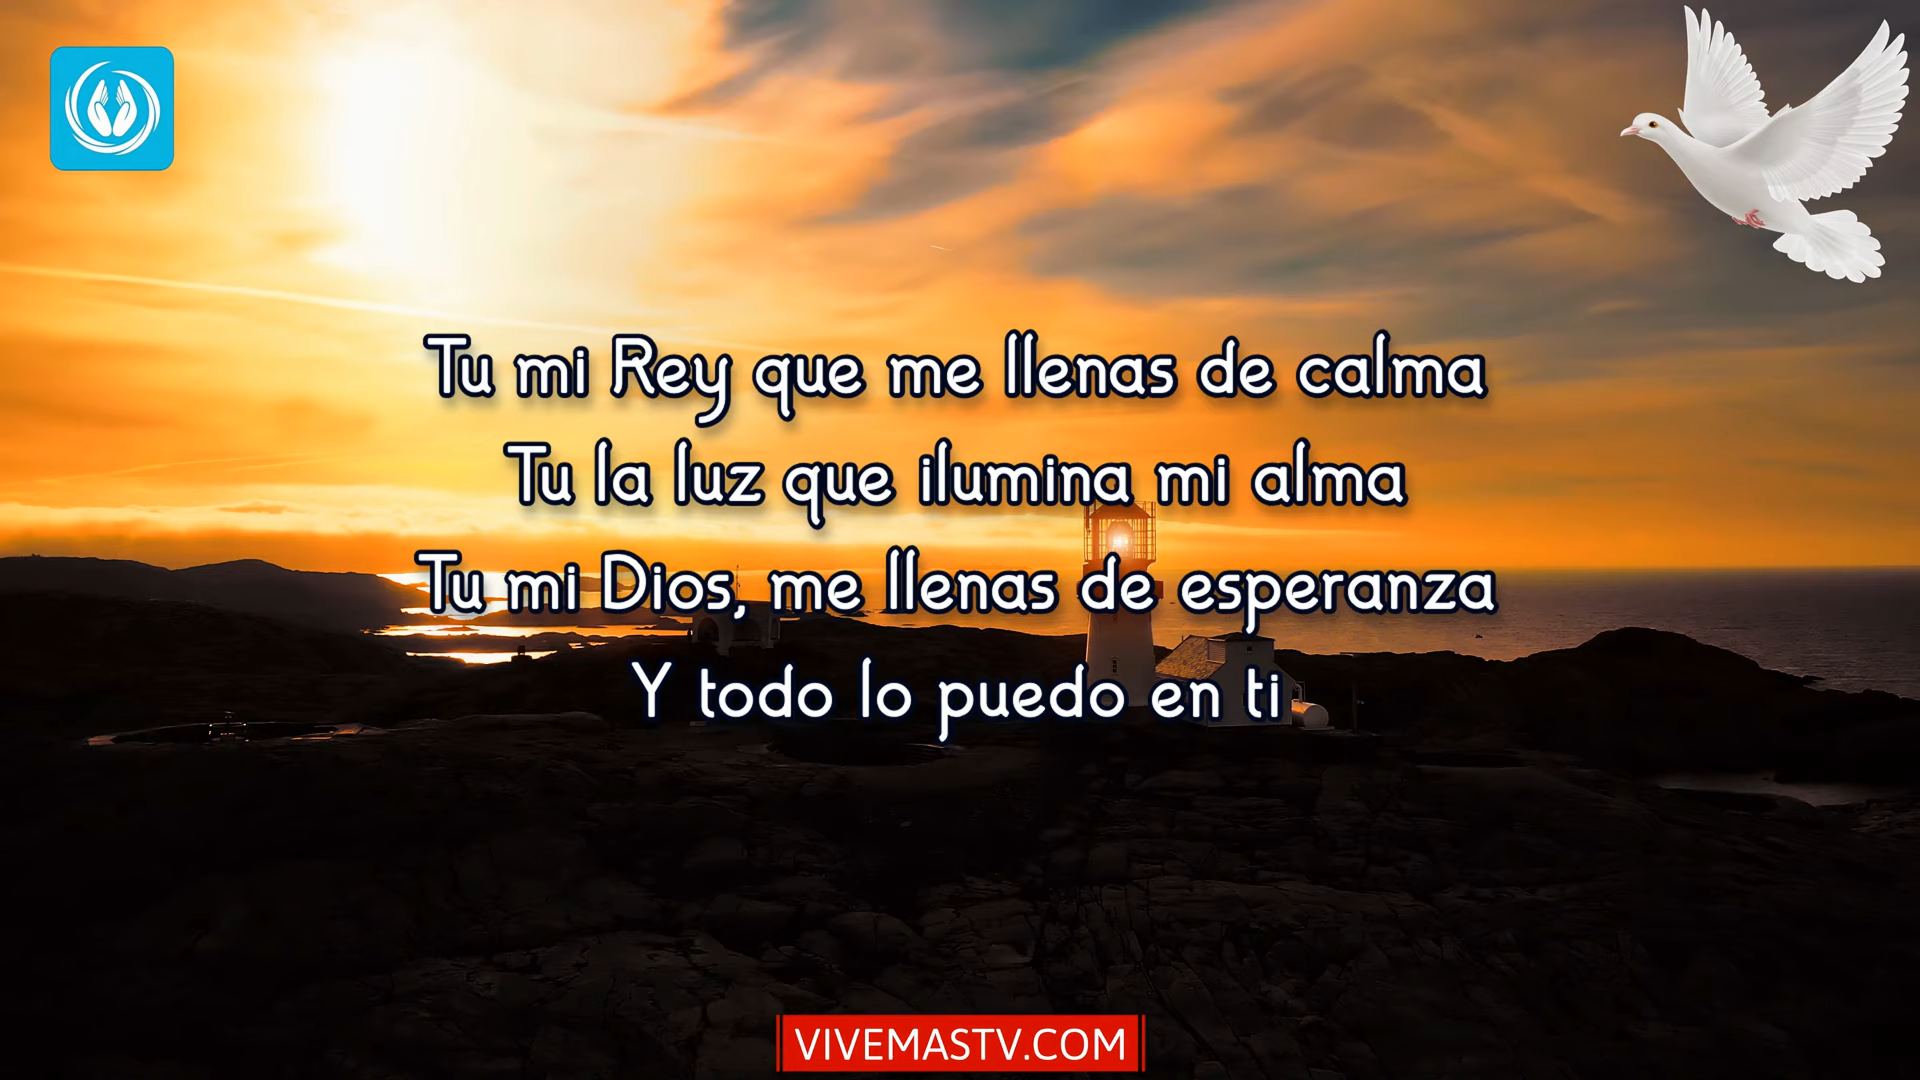 Tu mi Rey que me llenas de calma
Tu la luz que ilumina mi alma
Tu mi Dios, me llenas de esperanza
Y todo lo puedo en ti
VIVEMASTV.COM